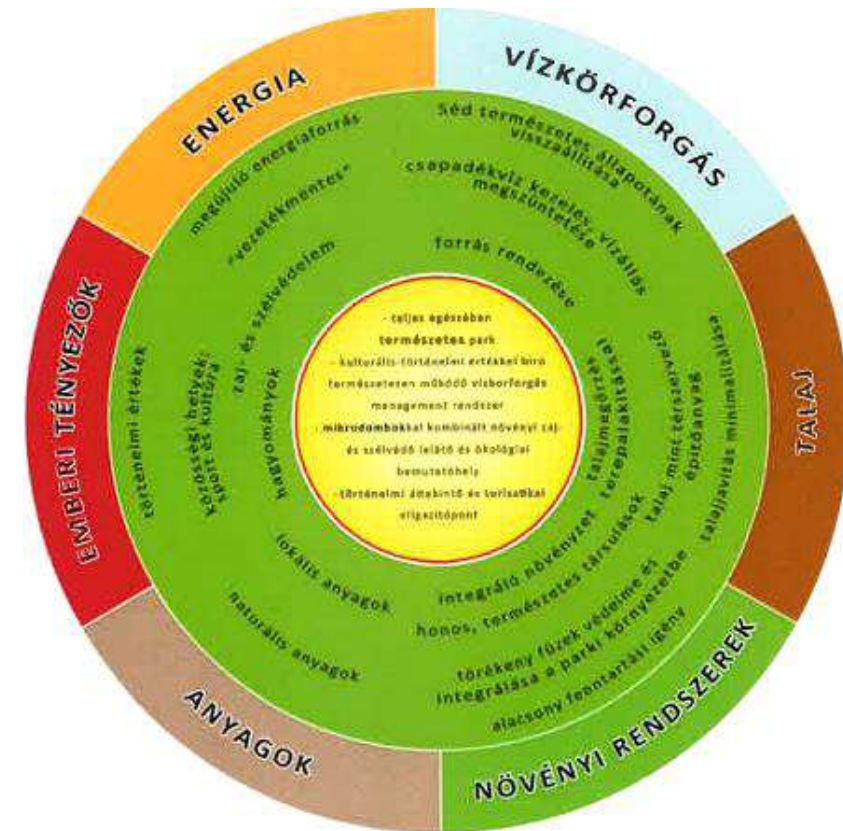 ENERGIA
megújuló energiaforrás
"vezetékmentes"
zaj- és szélvédelem
VÍZKÖRFORGÁS
Séd természetes állapotának
visszaállítása
csapadékvíz kezelés, vízállás
megszüntetése
forrás rendezése
TALAJ
talajmegőrzés
terepalakítással
talaj mint térszervező
építőanyag
talajjavítás minimalizálása
NÖVÉNYI RENDSZEREK
integráló növényzet
honos, természetes társulások
törékeny füzek védelme és
integrálása a parki környezetbe
alacsony fenntartási igény
ANYAGOK
lokális anyagok
naturális anyagok
EMBERI TÉNYEZŐK
történelmi értékek
közösségi helyek:
sport és kultúra
hagyományok
- teljes egészében
természetes park
- kulturális-történelmi értékkel bíró
természetesen működő vízkörforgás
management rendszer
- mikrodombokkal kombinált növényi zaj-
és szélvédő lelátó és ökológiai
bemutatóhely
-történelmi áttekintő és turisztikai
eligazítópont